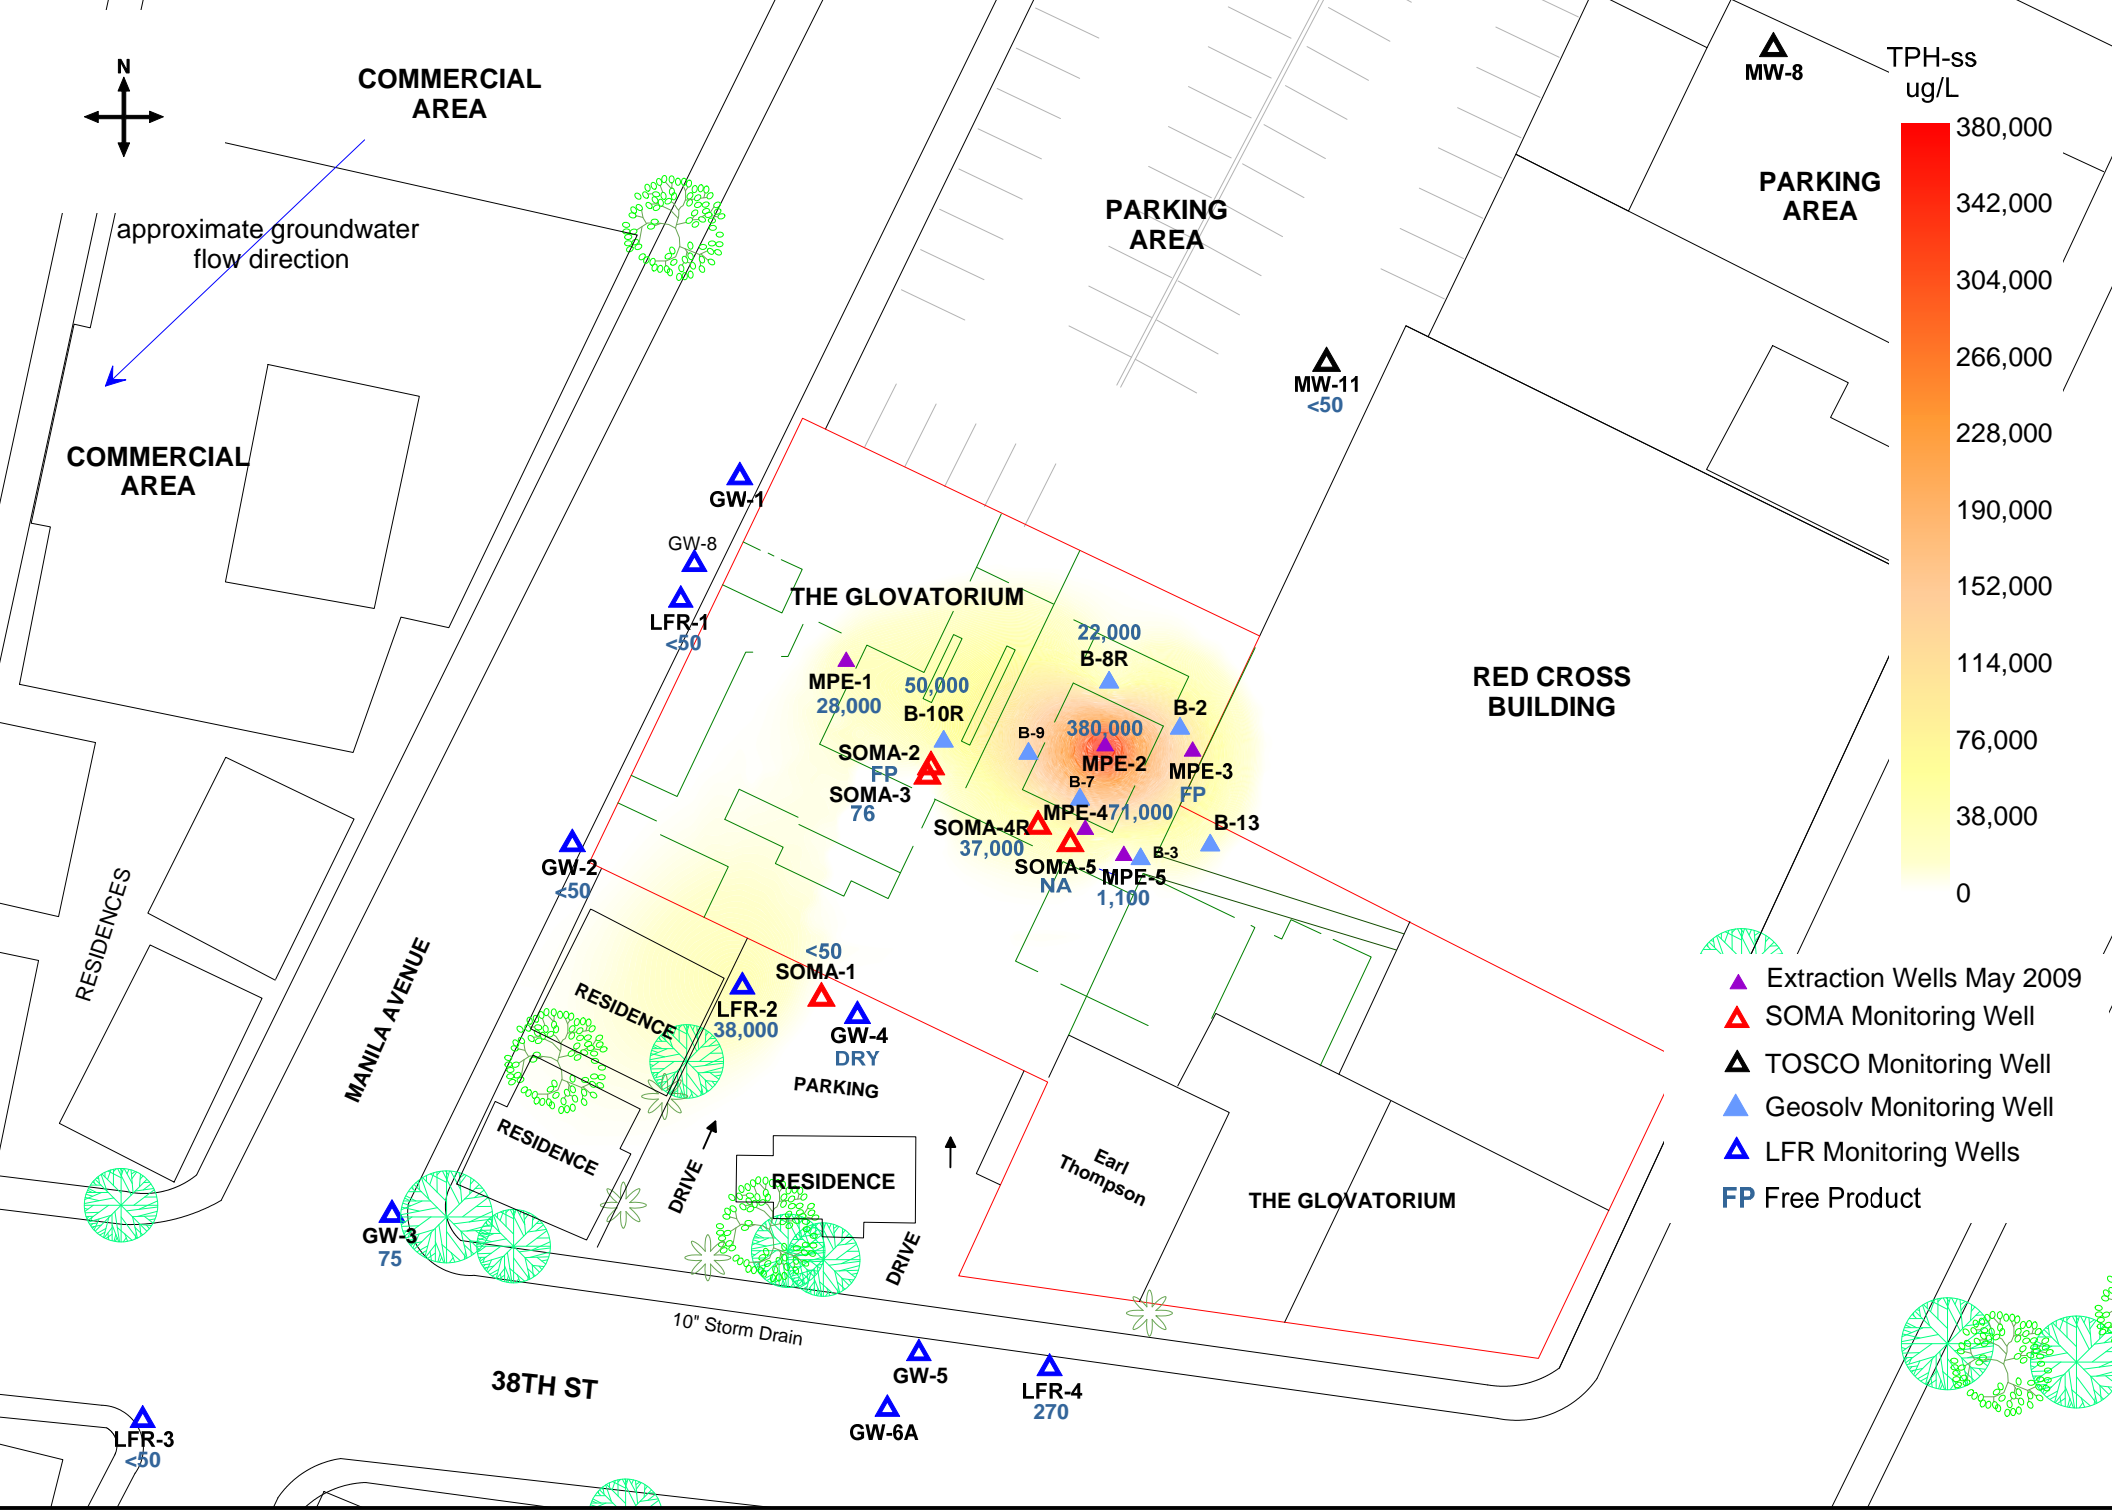 N
COMMERCIAL
AREA
approximate groundwater
flow direction
COMMERCIAL
AREA
PARKING
AREA
MW-8
PARKING
AREA
TPH-ss
ug/L
380,000
342,000
304,000
266,000
228,000
190,000
152,000
114,000
76,000
38,000
0
MW-11
<50
GW-1
GW-8
LFR-1
<50
THE GLOVATORIUM
MPE-1
28,000
50,000
B-10R
SOMA-2
FP
SOMA-3
76
22,000
B-8R
B-2
B-9
380,000
MPE-2
MPE-3
FP
B-7
MPE-4
71,000
SOMA-4R
37,000
B-13
SOMA-5
NA
B-3
MPE-5
1,100
RED CROSS
BUILDING
GW-2
<50
RESIDENCES
MANILA AVENUE
<50
SOMA-1
RESIDENCE
LFR-2
38,000
GW-4
DRY
PARKING
RESIDENCE
DRIVE
RESIDENCE
DRIVE
Earl
Thompson
THE GLOVATORIUM
GW-3
75
10" Storm Drain
38TH ST
GW-5
GW-6A
LFR-4
270
LFR-3
<50
Extraction Wells May 2009
SOMA Monitoring Well
TOSCO Monitoring Well
Geosolv Monitoring Well
LFR Monitoring Wells
FP Free Product